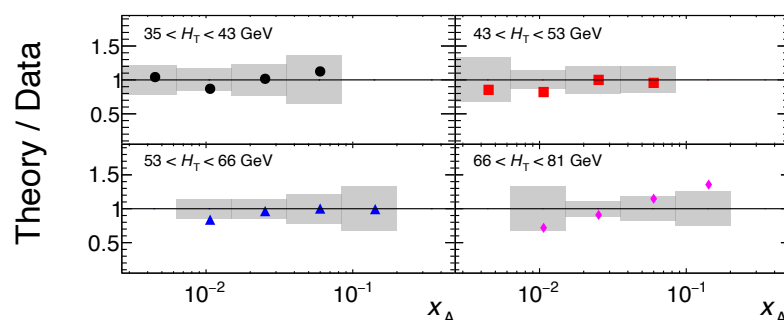 Theory / Data
35 < H_T < 43 GeV
43 < H_T < 53 GeV
1.5
1
0.5
53 < H_T < 66 GeV
66 < H_T < 81 GeV
1.5
1
0.5
10⁻²
10⁻¹
x_A
10⁻²
10⁻¹
x_A